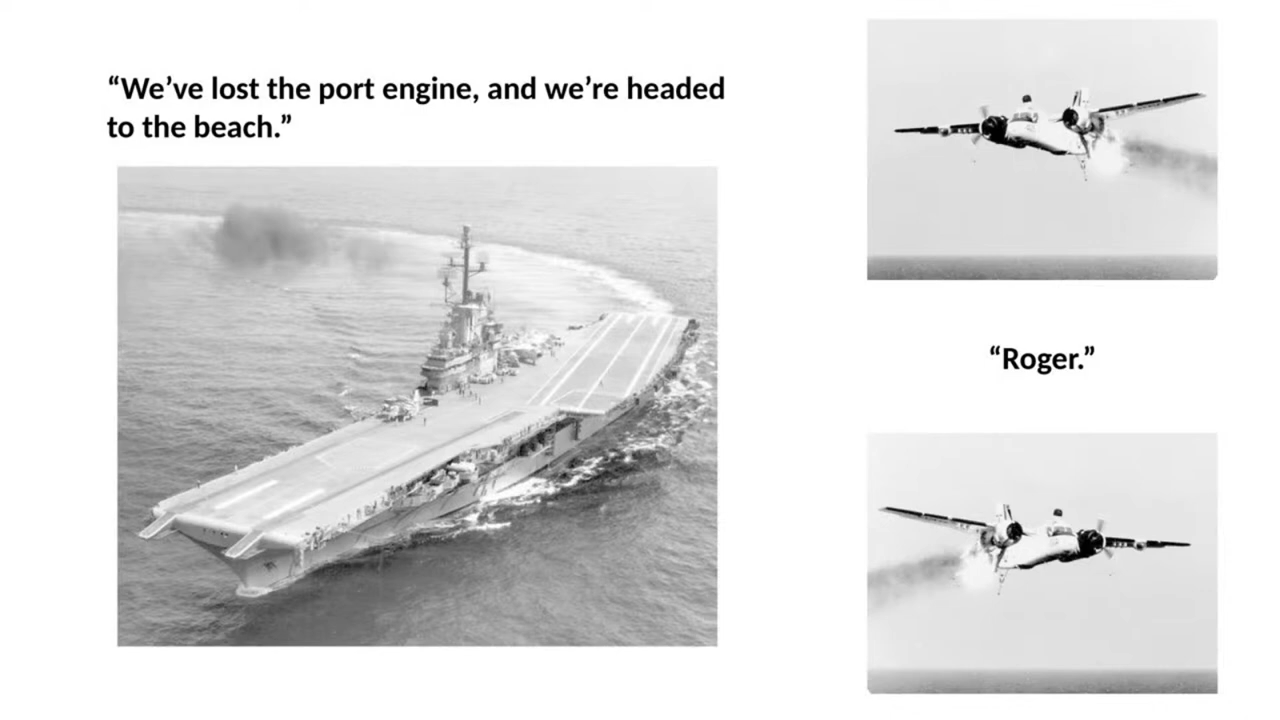 “We’ve lost the port engine, and we’re headed
to the beach.”
“Roger.”